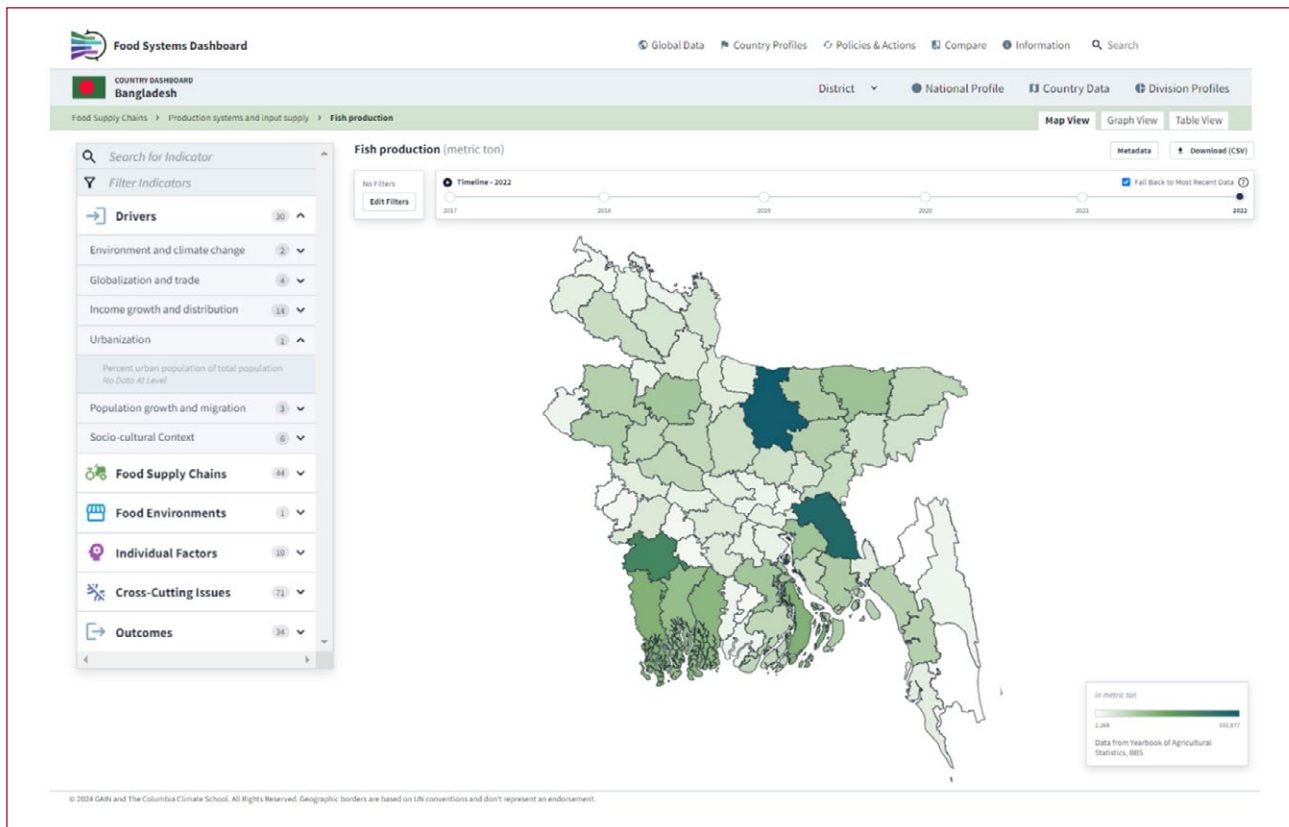 Food Systems Dashboard
Global Data Country Profiles Policies & Actions Compare Information Search
COUNTRY DASHBOARD
Bangladesh
District National Profile Country Data Division Profiles
Food Supply Chains > Production systems and input supply > Fish production
Map View Graph View Table View
Search for Indicator
Filter Indicators
Drivers 30
Environment and climate change 2
Globalization and trade 4
Income growth and distribution 14
Urbanization 1
Percent urban population of total population
No Data At Level
Population growth and migration 3
Socio-cultural Context 6
Food Supply Chains 44
Food Environments 1
Individual Factors 10
Cross-Cutting Issues 71
Outcomes 34
Fish production (metric ton)
Metadata Download (CSV)
No Filters
Edit Filters
Timeline - 2022
Fall Back to Most Recent Data ?
2017 2018 2019 2020 2021 2022
In metric ton
Data from Yearbook of Agricultural
Statistics, BBS
© 2024 GAIN and The Columbia Climate School. All Rights Reserved. Geographic borders are based on UN conventions and don't represent an endorsement.